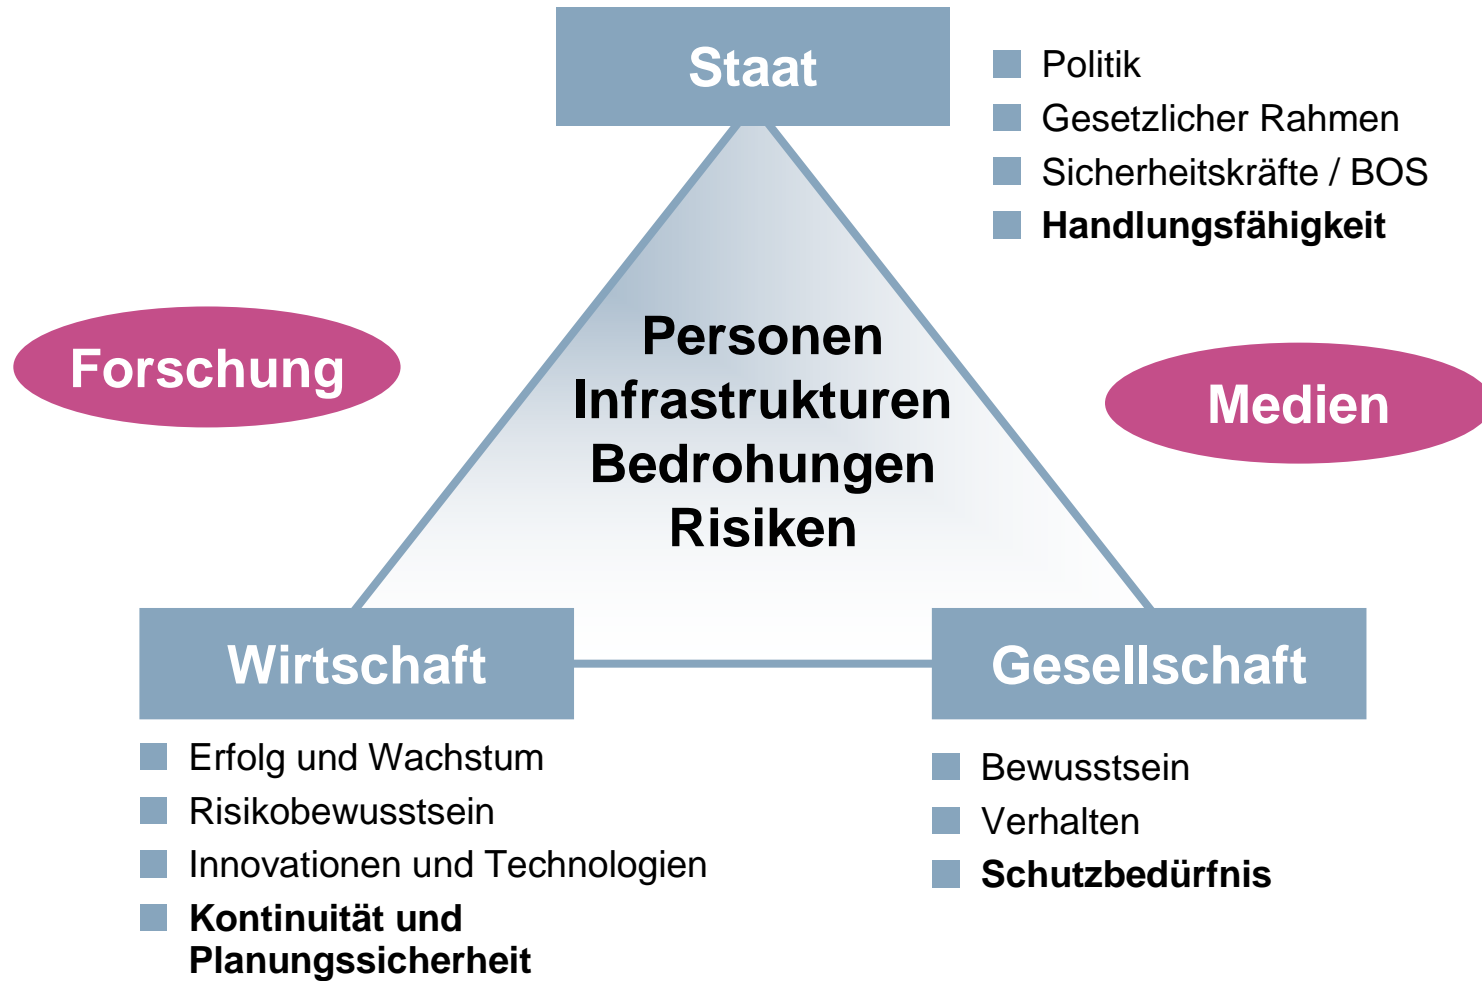 Staat
Politik
Gesetzlicher Rahmen
Sicherheitskräfte / BOS
Handlungsfähigkeit
Forschung
Personen
Infrastrukturen
Bedrohungen
Risiken
Medien
Wirtschaft
Erfolg und Wachstum
Risikobewusstsein
Innovationen und Technologien
Kontinuität und
Planungssicherheit
Gesellschaft
Bewusstsein
Verhalten
Schutzbedürfnis